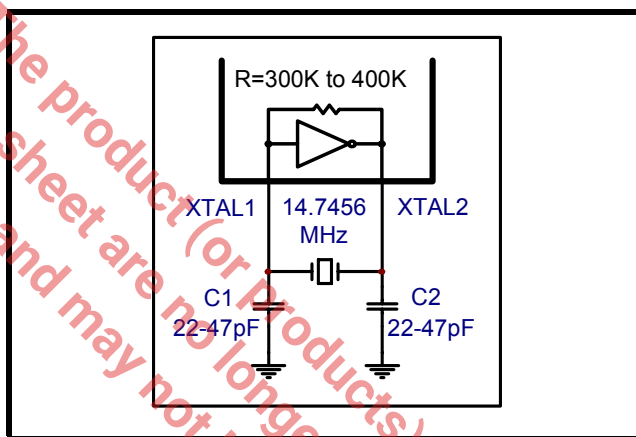 R=300K to 400K
XTAL1
14.7456
MHz
XTAL2
C1
22-47pF
C2
22-47pF
The product (or products)
sheet are no longe
and may not